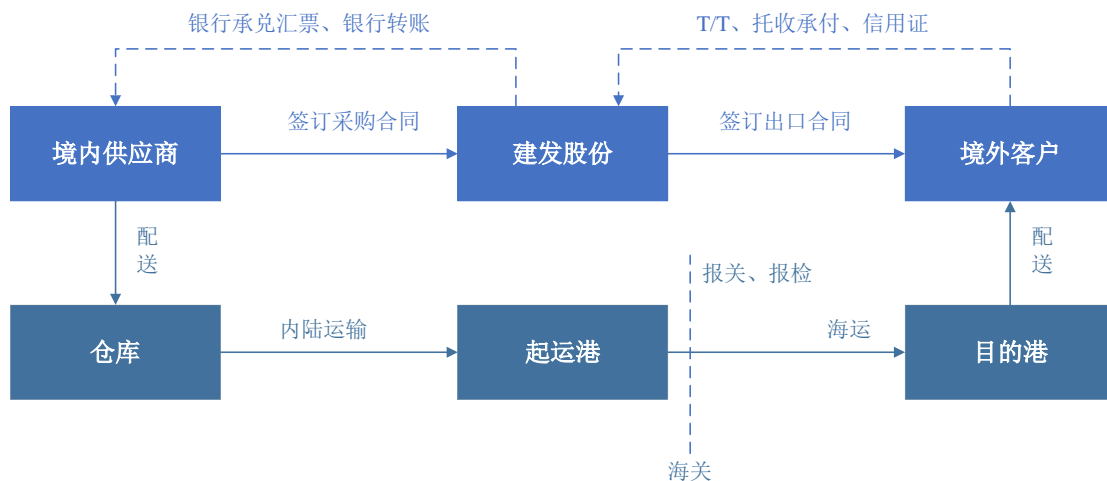 银行承兑汇票、银行转账
T/T、托收承付、信用证
境内供应商
签订采购合同
建发股份
签订出口合同
境外客户
配
送
配
送
报关、报检
仓库
内陆运输
起运港
海运
目的港
海关